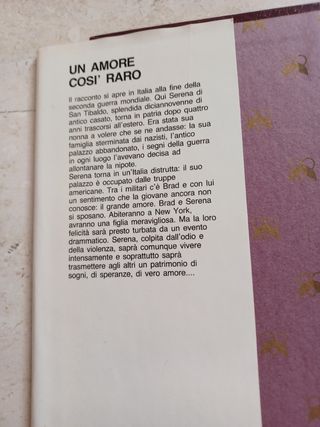 UN AMORE
COSI' RARO
Il racconto si apre in Italia alla fine della
seconda guerra mondiale. Qui Serena di
San Tibaldo, splendida diciannovenne di
antico casato, torna in patria dopo quattro
anni trascorsi all'estero. Era stata sua
nonna a volere che se ne andasse: la sua
famiglia sterminata dai nazisti, l'antico
palazzo abbandonato, i segni della guerra
in ogni luogo l'avevano decisa ad
allontanare la nipote.
Serena torna in un'Italia distrutta: il suo
palazzo è occupato dalle truppe
americane. Tra i militari c'è Brad e con lui
un sentimento che la giovane ancora non
conosce: il grande amore. Brad e Serena
si sposano. Abiteranno a New York,
avranno una figlia meravigliosa. Ma la loro
felicità sarà presto turbata da un evento
drammatico. Serena, colpita dall'odio e
della violenza, saprà comunque vivere
intensamente e soprattutto saprà
trasmettere agli altri un patrimonio di
sogni, di speranze, di vero amore....